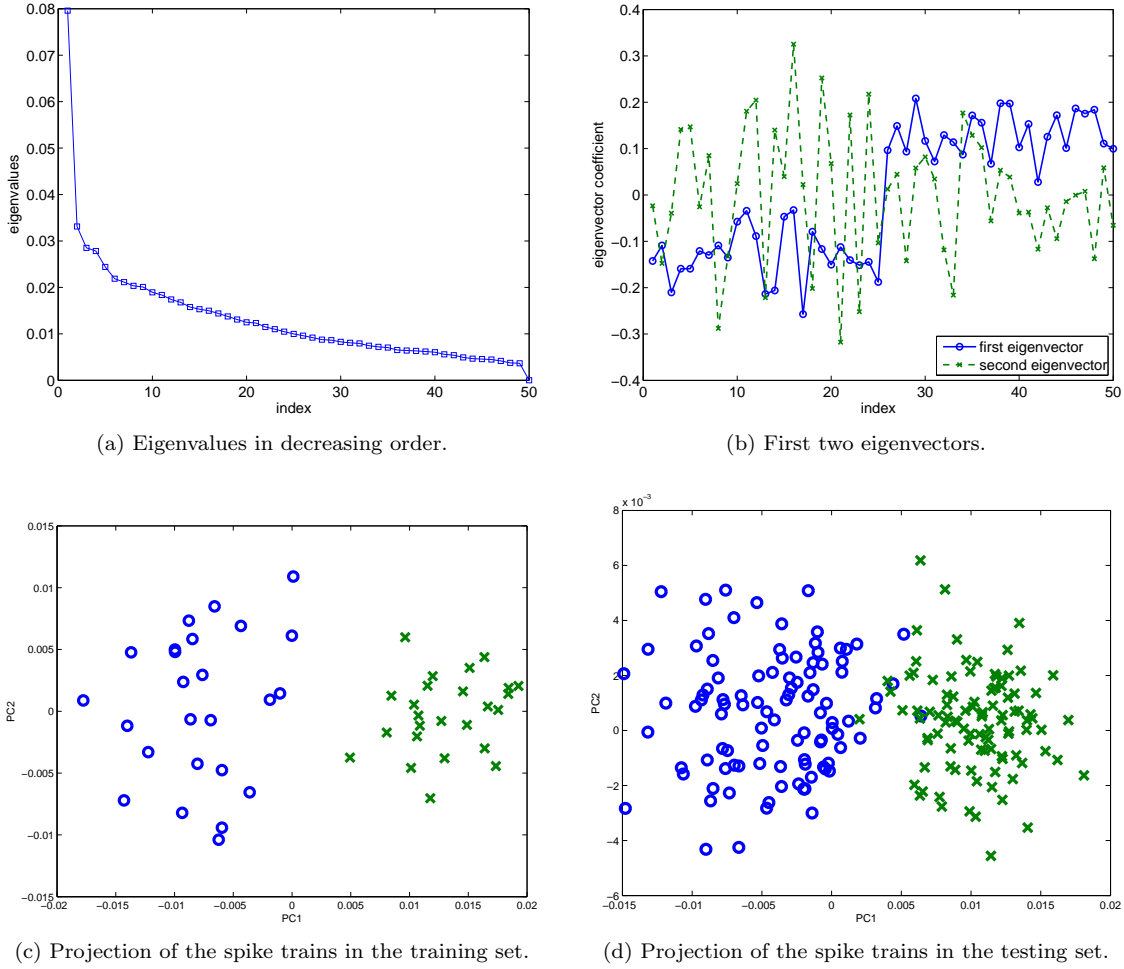 0.08
0.07
0.06
0.05
0.04
0.03
0.02
0.01
0
eigenvalues
0 10 20 30 40 50
index
(a) Eigenvalues in decreasing order.
0.4
0.3
0.2
0.1
0
−0.1
−0.2
−0.3
−0.4
eigenvector coefficient
first eigenvector
second eigenvector
0 10 20 30 40 50
index
(b) First two eigenvectors.
0.015
0.01
0.005
0
−0.005
−0.01
−0.015
PC2
−0.02 −0.015 −0.01 −0.005 0 0.005 0.01 0.015 0.02
PC1
(c) Projection of the spike trains in the training set.
x 10⁻³
8
6
4
2
0
−2
−4
−6
PC2
−0.015 −0.01 −0.005 0 0.005 0.01 0.015 0.02
PC1
(d) Projection of the spike trains in the testing set.